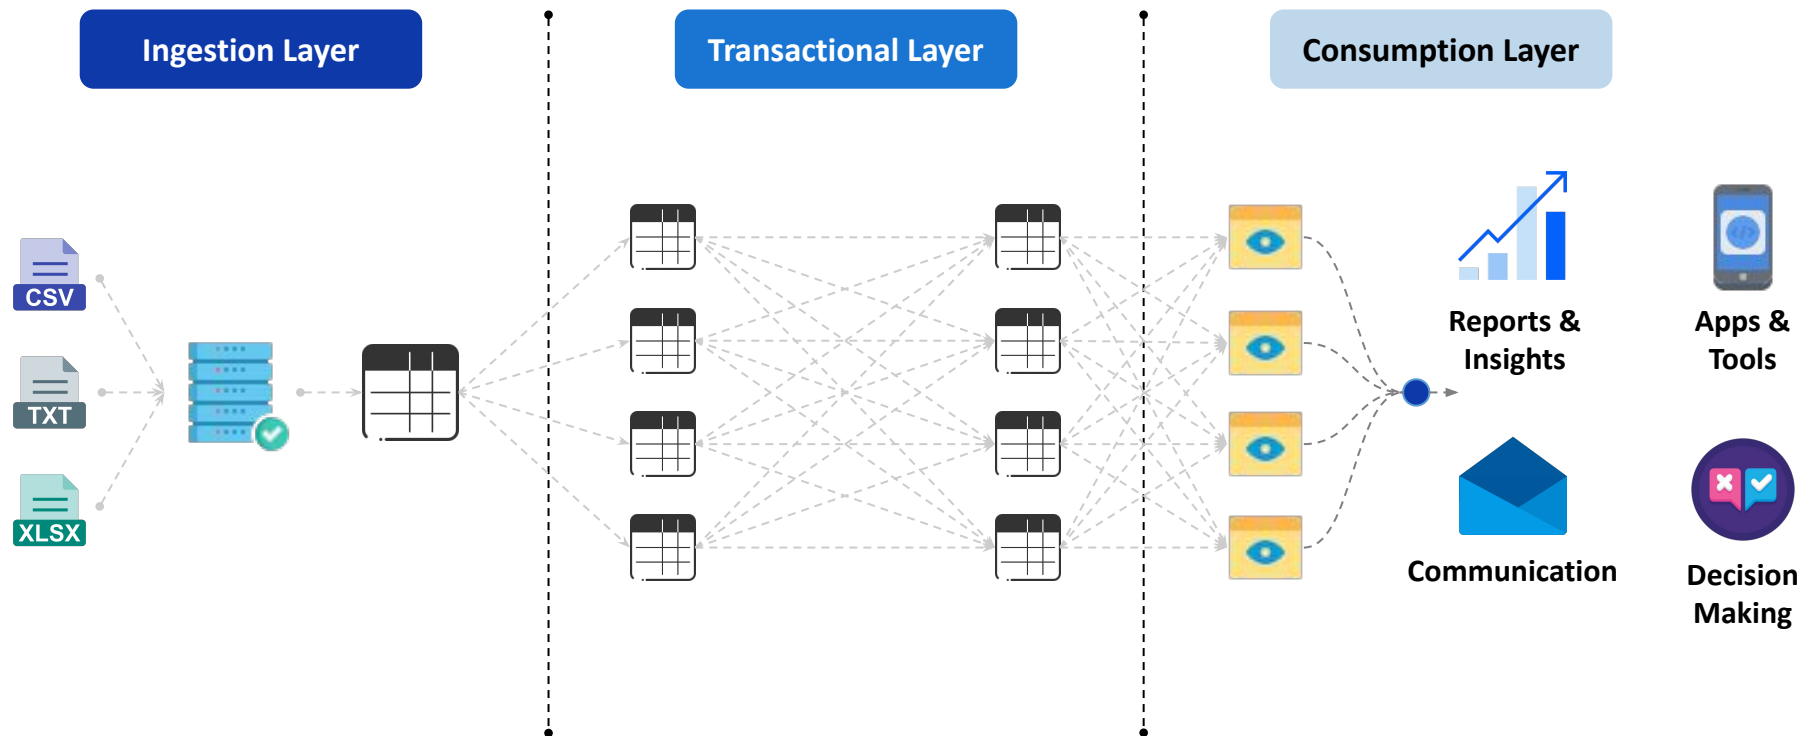 Ingestion Layer
Transactional Layer
Consumption Layer
CSV
TXT
XLSX
Reports &
Insights
Apps &
Tools
Communication
Decision
Making